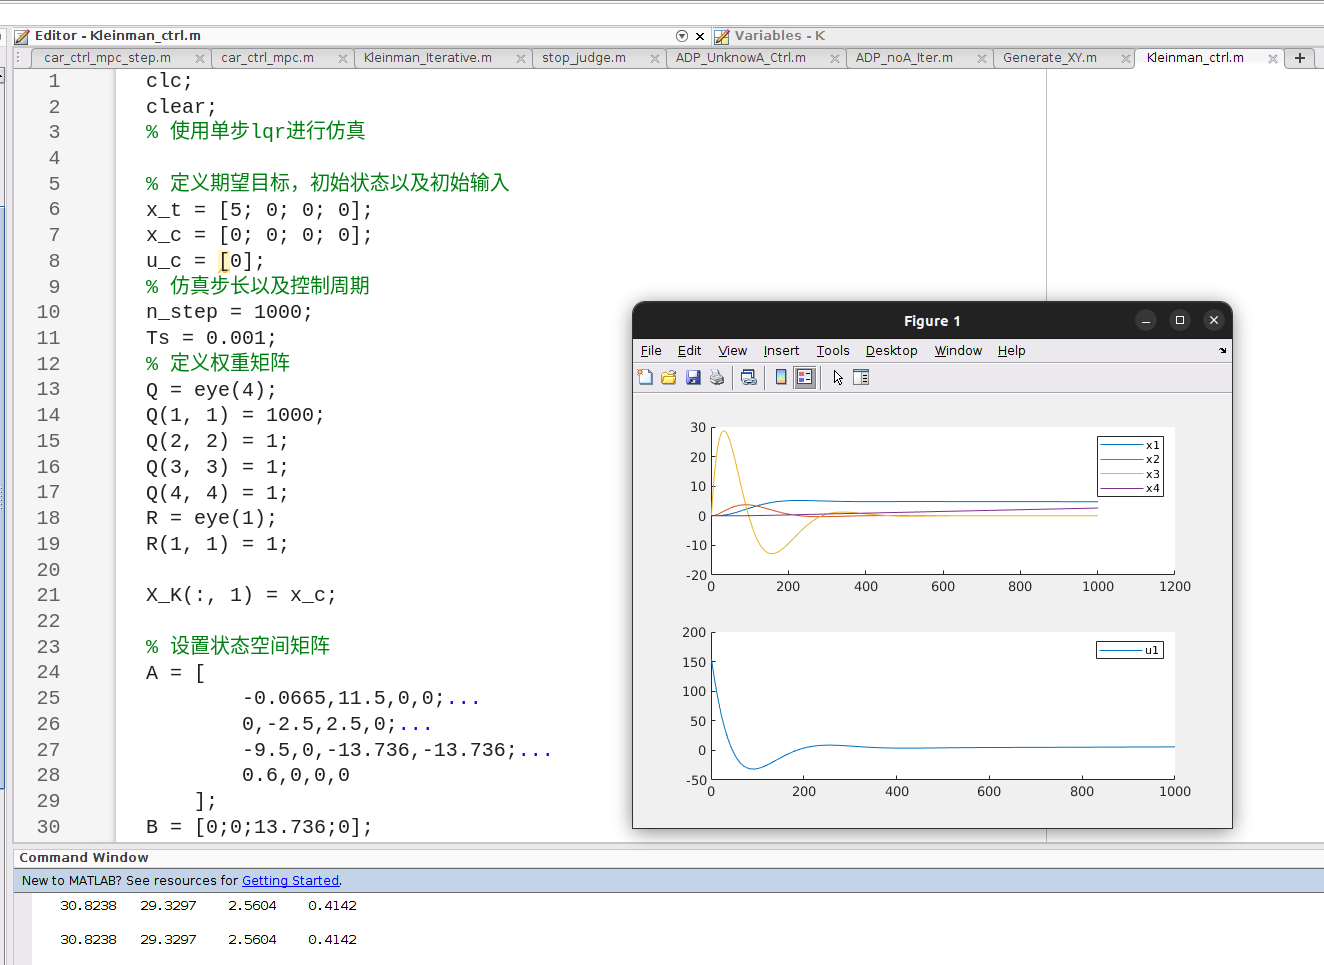 Editor - Kleinman_ctrl.m
Variables - K
car_ctrl_mpc_step.m
car_ctrl_mpc.m
Kleinman_Iterative.m
stop_judge.m
ADP_UnknowA_Ctrl.m
ADP_noA_Iter.m
Generate_XY.m
Kleinman_ctrl.m
1 clc;
2 clear;
3 % 使用单步lqr进行仿真
4
5 % 定义期望目标，初始状态以及初始输入
6 x_t = [5; 0; 0; 0];
7 x_c = [0; 0; 0; 0];
8 u_c = [0];
9 % 仿真步长以及控制周期
10 n_step = 1000;
11 Ts = 0.001;
12 % 定义权重矩阵
13 Q = eye(4);
14 Q(1, 1) = 1000;
15 Q(2, 2) = 1;
16 Q(3, 3) = 1;
17 Q(4, 4) = 1;
18 R = eye(1);
19 R(1, 1) = 1;
20
21 X_K(:, 1) = x_c;
22
23 % 设置状态空间矩阵
24 A = [
25 -0.0665,11.5,0,0;...
26 0,-2.5,2.5,0;...
27 -9.5,0,-13.736,-13.736;...
28 0.6,0,0,0
29 ];
30 B = [0;0;13.736;0];
Figure 1
File Edit View Insert Tools Desktop Window Help
30
20
10
0
-10
-20
0 200 400 600 800 1000 1200
x1
x2
x3
x4
200
150
100
50
0
-50
0 200 400 600 800 1000
u1
Command Window
New to MATLAB? See resources for Getting Started.
30.8238 29.3297 2.5604 0.4142
30.8238 29.3297 2.5604 0.4142